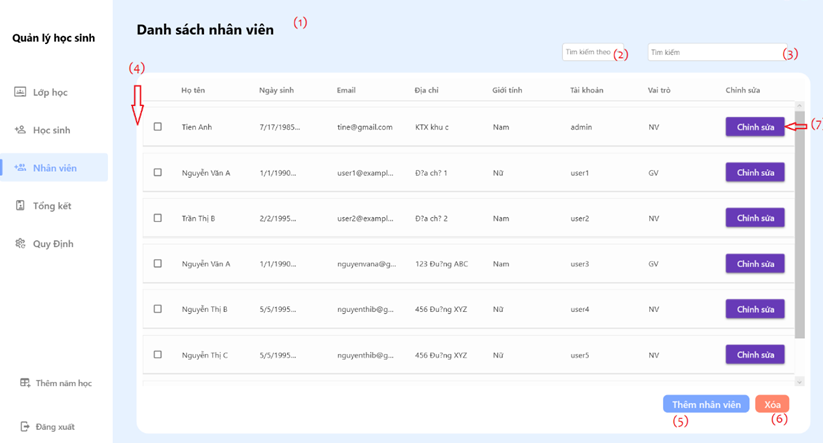 Quản lý học sinh
Lớp học
Học sinh
Nhân viên
Tổng kết
Quy Định
Thêm năm học
Đăng xuất
Danh sách nhân viên (1)
Tìm kiếm theo (2) Tìm kiếm (3)
(4)
Họ tên Ngày sinh Email Địa chỉ Giới tính Tài khoản Vai trò Chỉnh sửa
Tien Anh 7/17/1985... tine@gmail.com KTX khu c Nam admin NV Chỉnh sửa (7)
Nguyễn Văn A 1/1/1990... user1@exampl... Đ?a ch? 1 Nữ user1 GV Chỉnh sửa
Trần Thị B 2/2/1995... user2@exampl... Đ?a ch? 2 Nam user2 NV Chỉnh sửa
Nguyễn Văn A 1/1/1990... nguyenvana@g... 123 Đu?ng ABC Nam user3 GV Chỉnh sửa
Nguyễn Thị B 5/5/1995... nguyenthib@g... 456 Đu?ng XYZ Nữ user4 NV Chỉnh sửa
Nguyễn Thị C 5/5/1995... nguyenthib@g... 456 Đu?ng XYZ Nữ user5 NV Chỉnh sửa
Thêm nhân viên Xóa
(5) (6)